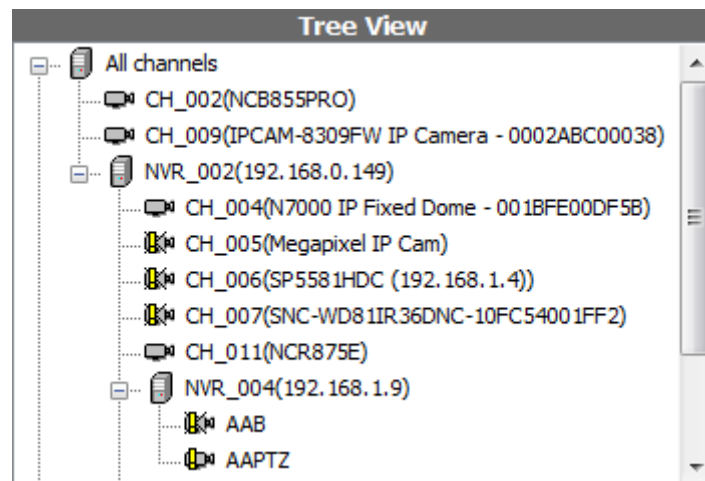 Tree View
All channels
CH_002(NCB855PRO)
CH_009(IPCAM-8309FW IP Camera - 0002ABC00038)
NVR_002(192.168.0.149)
CH_004(N7000 IP Fixed Dome - 001BFE00DF5B)
CH_005(Megapixel IP Cam)
CH_006(SP5581HDC (192.168.1.4))
CH_007(SNC-WD81IR36DNC-10FC54001FF2)
CH_011(NCR875E)
NVR_004(192.168.1.9)
AAB
AAPTZ